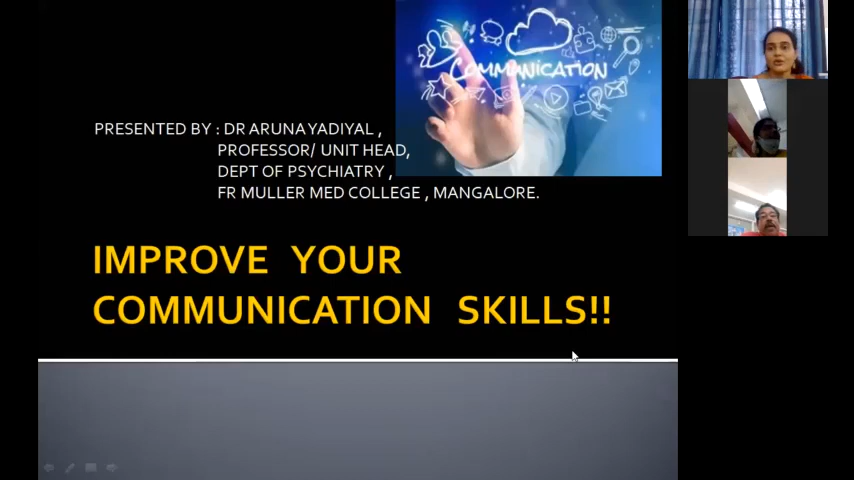 COMMUNICATION
PRESENTED BY : DR ARUNA YADIYAL ,
PROFESSOR/ UNIT HEAD,
DEPT OF PSYCHIATRY ,
FR MULLER MED COLLEGE , MANGALORE.
IMPROVE YOUR
COMMUNICATION SKILLS!!